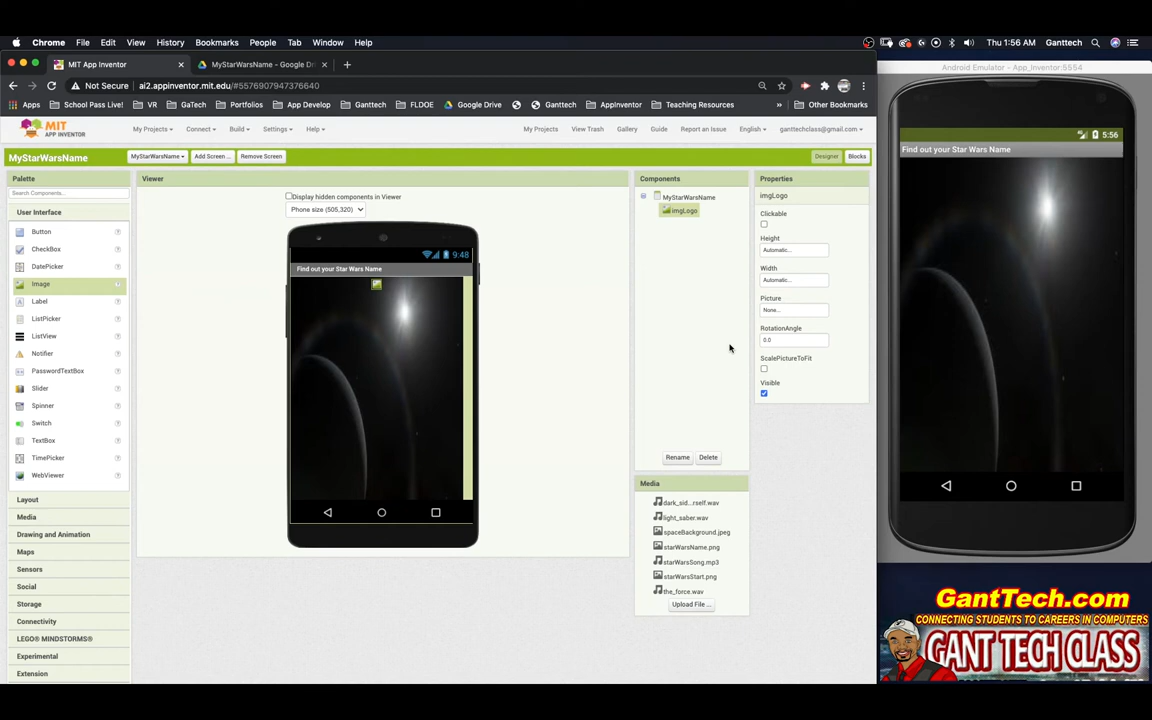 Chrome File Edit View History Bookmarks People Tab Window Help
Thu 1:56 AM Ganttech
MIT App Inventor
MyStarWarsName - Google Dri
Not Secure ai2.appinventor.mit.edu/#5576907947376640
Apps School Pass Live! VR GaTech Portfolios App Develop Ganttech FLDOE Google Drive Ganttech AppInventor Teaching Resources » Other Bookmarks
Android Emulator - App_Inventor:5554
MIT
APP INVENTOR
My Projects Connect Build Settings Help My Projects View Trash Gallery Guide Report an Issue English ganttechclass@gmail.com
MyStarWarsName
MyStarWarsName Add Screen ... Remove Screen Designer Blocks
Palette
Search Components...
User Interface
Button
CheckBox
DatePicker
Image
Label
ListPicker
ListView
Notifier
PasswordTextBox
Slider
Spinner
Switch
TextBox
TimePicker
WebViewer
Layout
Media
Drawing and Animation
Maps
Sensors
Social
Storage
Connectivity
LEGO® MINDSTORMS®
Experimental
Extension
Viewer
Display hidden components in Viewer
Phone size (505,320)
9:48
Find out your Star Wars Name
Components
MyStarWarsName
imgLogo
Rename Delete
Media
dark_sid...rself.wav
light_saber.wav
spaceBackground.jpeg
starWarsName.png
starWarsSong.mp3
starWarsStart.png
the_force.wav
Upload File ...
Properties
imgLogo
Clickable
Height
Automatic...
Width
Automatic...
Picture
None...
RotationAngle
0.0
ScalePictureToFit
Visible
5:56
Find out your Star Wars Name
GantTech.com
CONNECTING STUDENTS TO CAREERS IN COMPUTERS
GANT TECH CLASS